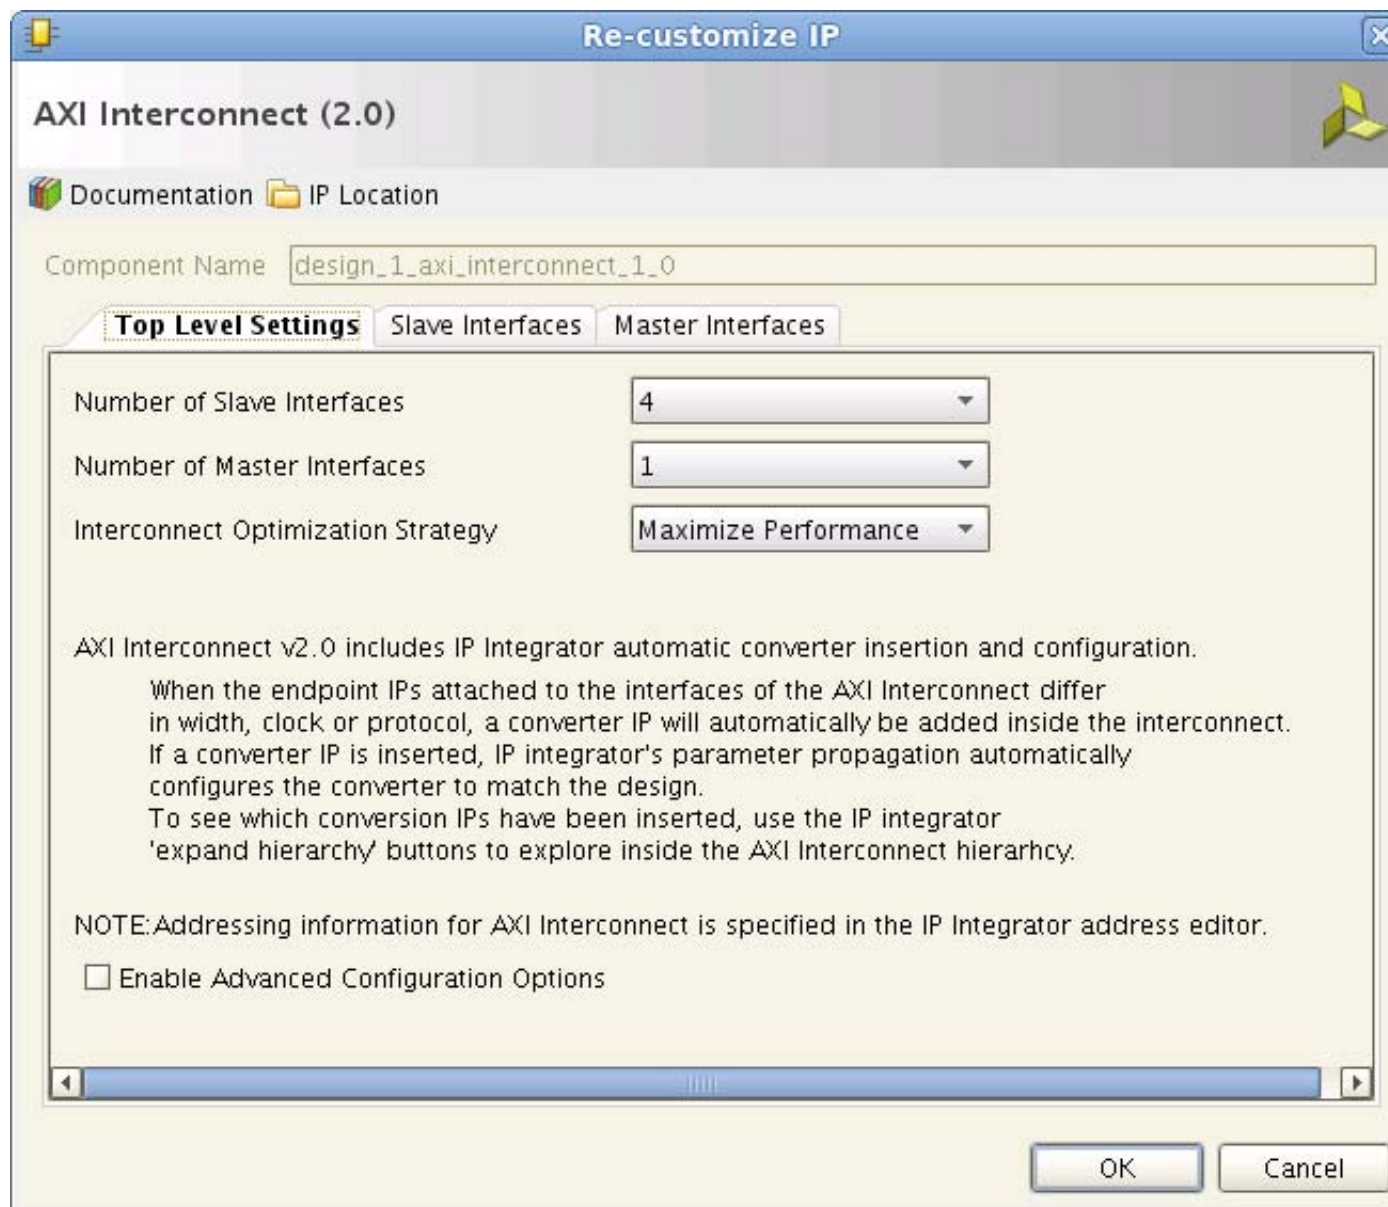 Re-customize IP
AXI Interconnect (2.0)
Documentation IP Location
Component Name design_1_axi_interconnect_1_0
Top Level Settings Slave Interfaces Master Interfaces
Number of Slave Interfaces 4
Number of Master Interfaces 1
Interconnect Optimization Strategy Maximize Performance
AXI Interconnect v2.0 includes IP Integrator automatic converter insertion and configuration.
When the endpoint IPs attached to the interfaces of the AXI Interconnect differ
in width, clock or protocol, a converter IP will automatically be added inside the interconnect.
If a converter IP is inserted, IP integrator's parameter propagation automatically
configures the converter to match the design.
To see which conversion IPs have been inserted, use the IP integrator
'expand hierarchy' buttons to explore inside the AXI Interconnect hierarhcy.
NOTE:Addressing information for AXI Interconnect is specified in the IP Integrator address editor.
Enable Advanced Configuration Options
OK Cancel